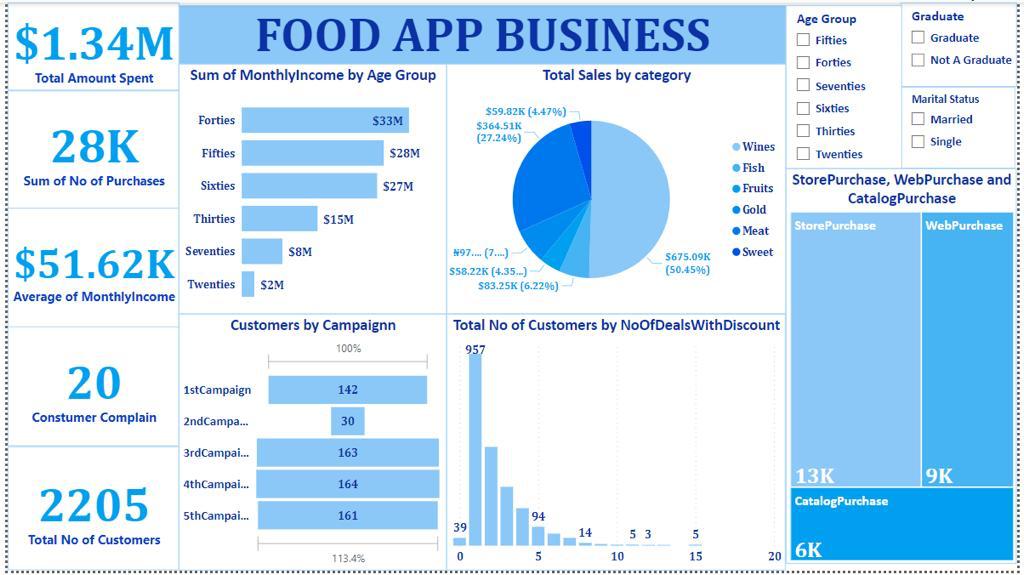 $1.34M
Total Amount Spent
28K
Sum of No of Purchases
$51.62K
Average of MonthlyIncome
20
Constumer Complain
2205
Total No of Customers
FOOD APP BUSINESS
Sum of MonthlyIncome by Age Group
Forties $33M
Fifties $28M
Sixties $27M
Thirties $15M
Seventies $8M
Twenties $2M
Total Sales by category
$59.82K (4.47%)
$364.51K
(27.24%)
₦97.... (7....)
$58.22K (4.35...)
$83.25K (6.22%)
$675.09K
(50.45%)
Wines
Fish
Fruits
Gold
Meat
Sweet
Customers by Campaignn
100%
1stCampaign 142
2ndCampa... 30
3rdCampai... 163
4thCampai... 164
5thCampai... 161
113.4%
Total No of Customers by NoOfDealsWithDiscount
957
39 94 14 5 3 5
0 5 10 15 20
Age Group
Fifties
Forties
Seventies
Sixties
Thirties
Twenties
Graduate
Graduate
Not A Graduate
Marital Status
Married
Single
StorePurchase, WebPurchase and
CatalogPurchase
StorePurchase
13K
WebPurchase
9K
CatalogPurchase
6K